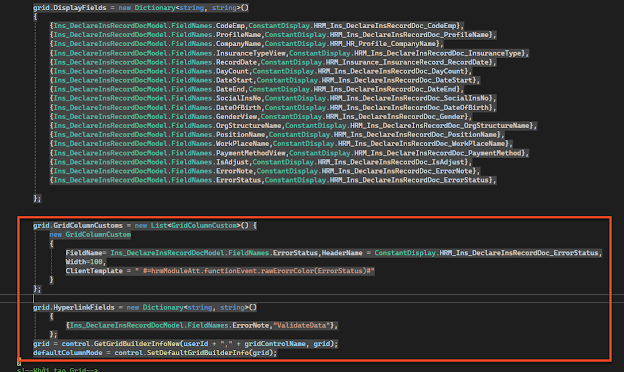 grid.DisplayFields = new Dictionary<string, string>()
{
{Ins_DeclareInsRecordDocModel.FieldNames.CodeEmp,ConstantDisplay.HRM_Ins_DeclareInsRecordDoc_CodeEmp},
{Ins_DeclareInsRecordDocModel.FieldNames.ProfileName,ConstantDisplay.HRM_Ins_DeclareInsRecordDoc_ProfileName},
{Ins_DeclareInsRecordDocModel.FieldNames.CompanyName,ConstantDisplay.HRM_HR_Profile_CompanyName},
{Ins_DeclareInsRecordDocModel.FieldNames.InsuranceTypeView,ConstantDisplay.HRM_Ins_DeclareInsRecordDoc_InsuranceType},
{Ins_DeclareInsRecordDocModel.FieldNames.RecordDate,ConstantDisplay.HRM_Insurance_InsuranceRecord_RecordDate},
{Ins_DeclareInsRecordDocModel.FieldNames.DayCount,ConstantDisplay.HRM_Ins_DeclareInsRecordDoc_DayCount},
{Ins_DeclareInsRecordDocModel.FieldNames.DateStart,ConstantDisplay.HRM_Ins_DeclareInsRecordDoc_DateStart},
{Ins_DeclareInsRecordDocModel.FieldNames.DateEnd,ConstantDisplay.HRM_Ins_DeclareInsRecordDoc_DateEnd},
{Ins_DeclareInsRecordDocModel.FieldNames.SocialInsNo,ConstantDisplay.HRM_Ins_DeclareInsRecordDoc_SocialInsNo},
{Ins_DeclareInsRecordDocModel.FieldNames.DateOfBirth,ConstantDisplay.HRM_Ins_DeclareInsRecordDoc_DateOfBirth},
{Ins_DeclareInsRecordDocModel.FieldNames.GenderView,ConstantDisplay.HRM_Ins_DeclareInsRecordDoc_Gender},
{Ins_DeclareInsRecordDocModel.FieldNames.OrgStructureName,ConstantDisplay.HRM_Ins_DeclareInsRecordDoc_OrgStructureName},
{Ins_DeclareInsRecordDocModel.FieldNames.PositionName,ConstantDisplay.HRM_Ins_DeclareInsRecordDoc_PositionName},
{Ins_DeclareInsRecordDocModel.FieldNames.WorkPlaceName,ConstantDisplay.HRM_Ins_DeclareInsRecordDoc_WorkPlaceName},
{Ins_DeclareInsRecordDocModel.FieldNames.PaymentMethodView,ConstantDisplay.HRM_Ins_DeclareInsRecordDoc_PaymentMethod},
{Ins_DeclareInsRecordDocModel.FieldNames.IsAdjust,ConstantDisplay.HRM_Ins_DeclareInsRecordDoc_IsAdjust},
{Ins_DeclareInsRecordDocModel.FieldNames.ErrorNote,ConstantDisplay.HRM_Ins_DeclareInsRecordDoc_ErrorNote},
{Ins_DeclareInsRecordDocModel.FieldNames.ErrorStatus,ConstantDisplay.HRM_Ins_DeclareInsRecordDoc_ErrorStatus},
};
grid.GridColumnCustoms = new List<GridColumnCustom>() {
new GridColumnCustom
{
FieldName= Ins_DeclareInsRecordDocModel.FieldNames.ErrorStatus,HeaderName = ConstantDisplay.HRM_Ins_DeclareInsRecordDoc_ErrorStatus,
Width=100,
ClientTemplate = " #=hrmModuleAtt.functionEvent.rawErorrColor(ErrorStatus)#"
}
};
grid.HyperlinkFields = new Dictionary<string, string>()
{
{Ins_DeclareInsRecordDocModel.FieldNames.ErrorNote,"ValidateData"},
};
grid = control.GetGridBuilderInfoNew(userId + "," + gridControlName, grid);
defaultColumnMode = control.SetDefaultGridBuilderInfo(grid);
}
<!--Khởi tạo Grid-->